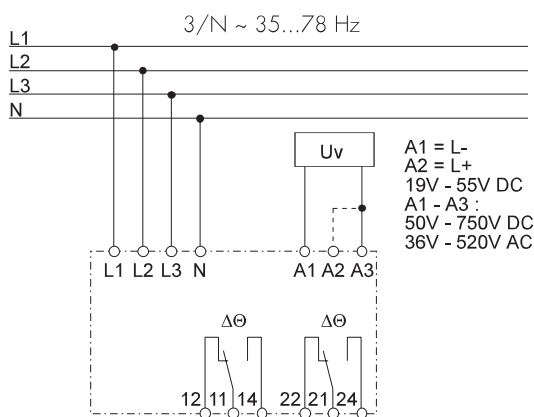 3/N ~ 35...78 Hz
L1
L2
L3
N
Uv
A1 = L-
A2 = L+
19V - 55V DC
A1 - A3 :
50V - 750V DC
36V - 520V AC
L1 L2 L3 N A1 A2 A3
ΔΘ ΔΘ
12 11 14 22 21 24